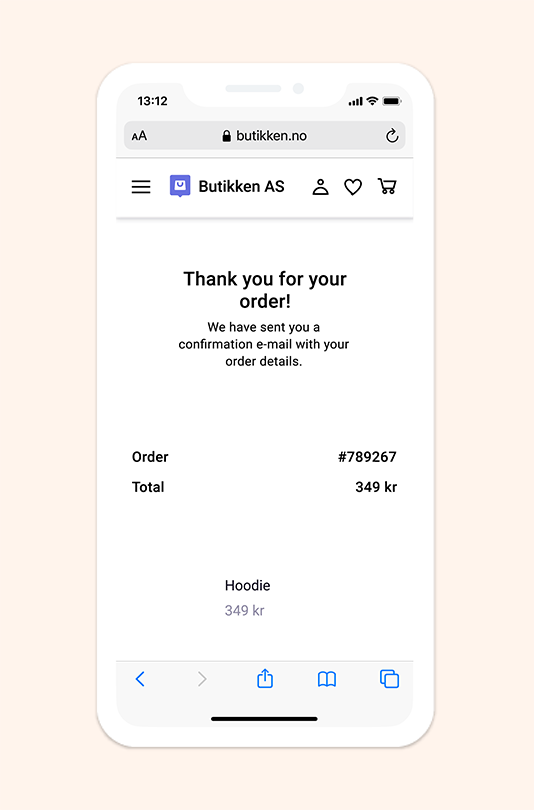 13:12
AA butikken.no
Butikken AS
Thank you for your
order!
We have sent you a
confirmation e-mail with your
order details.
Order #789267
Total 349 kr
Hoodie
349 kr